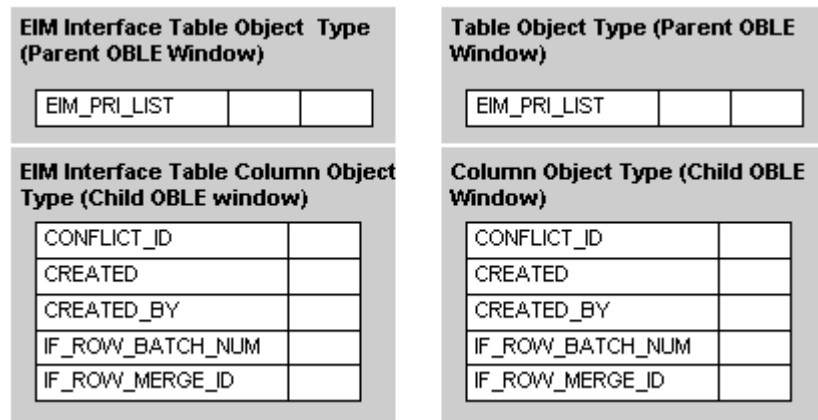 EIM Interface Table Object Type
(Parent OBLE Window)
EIM_PRI_LIST
EIM Interface Table Column Object
Type (Child OBLE window)
CONFLICT_ID
CREATED
CREATED_BY
IF_ROW_BATCH_NUM
IF_ROW_MERGE_ID
Table Object Type (Parent OBLE
Window)
EIM_PRI_LIST
Column Object Type (Child OBLE
Window)
CONFLICT_ID
CREATED
CREATED_BY
IF_ROW_BATCH_NUM
IF_ROW_MERGE_ID